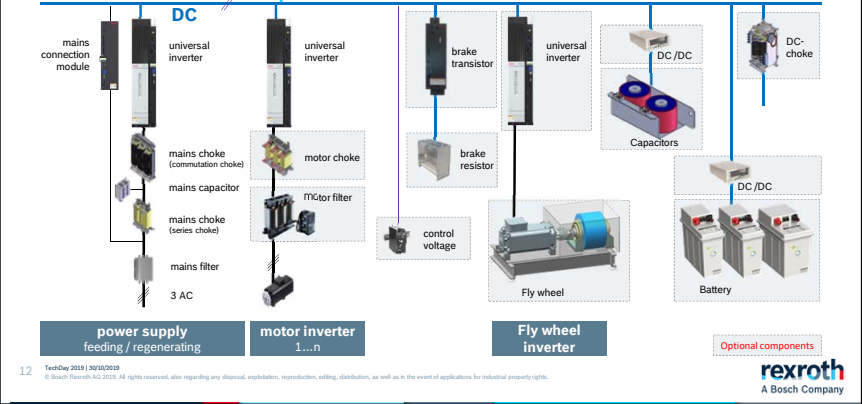 DC
mains
connection
module
universal
inverter
universal
inverter
brake
transistor
universal
inverter
DC /DC
DC-
choke
Capacitors
mains choke
(commutation choke)
motor choke
brake
resistor
mains capacitor
motor filter
DC /DC
mains choke
(series choke)
control
voltage
mains filter
3 AC
Fly wheel
Battery
power supply
feeding / regenerating
motor inverter
1...n
Fly wheel
inverter
Optional components
12
TechDay 2019 | 30/10/2019
© Bosch Rexroth AG 2019. All rights reserved, also regarding any disposal, exploitation, reproduction, editing, distribution, as well as in the event of applications for industrial property rights.
rexroth
A Bosch Company